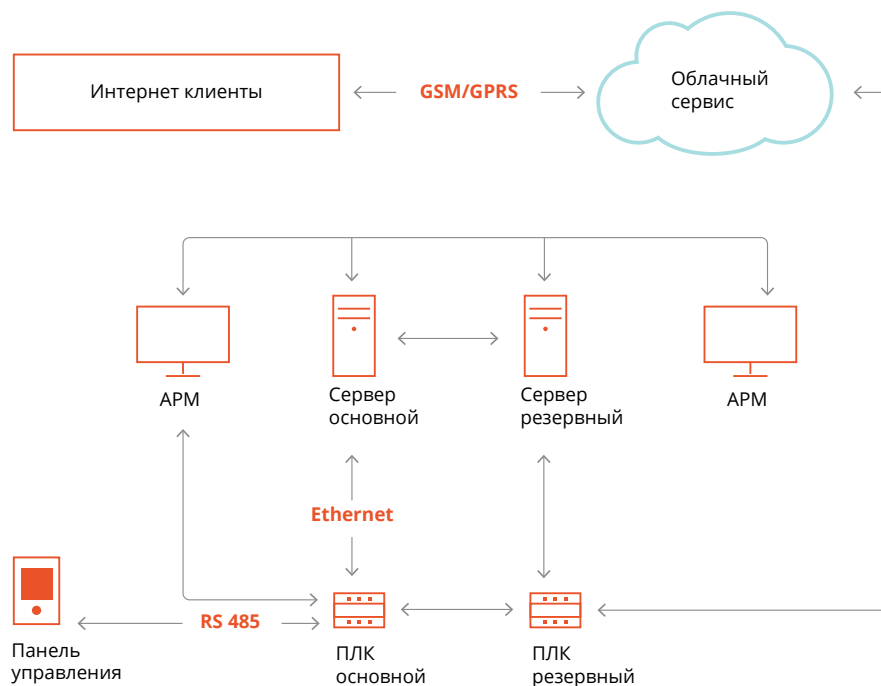 Интернет клиенты
GSM/GPRS
Облачный
сервис
АРМ
Сервер
основной
Сервер
резервный
АРМ
Ethernet
RS 485
Панель
управления
ПЛК
основной
ПЛК
резервный